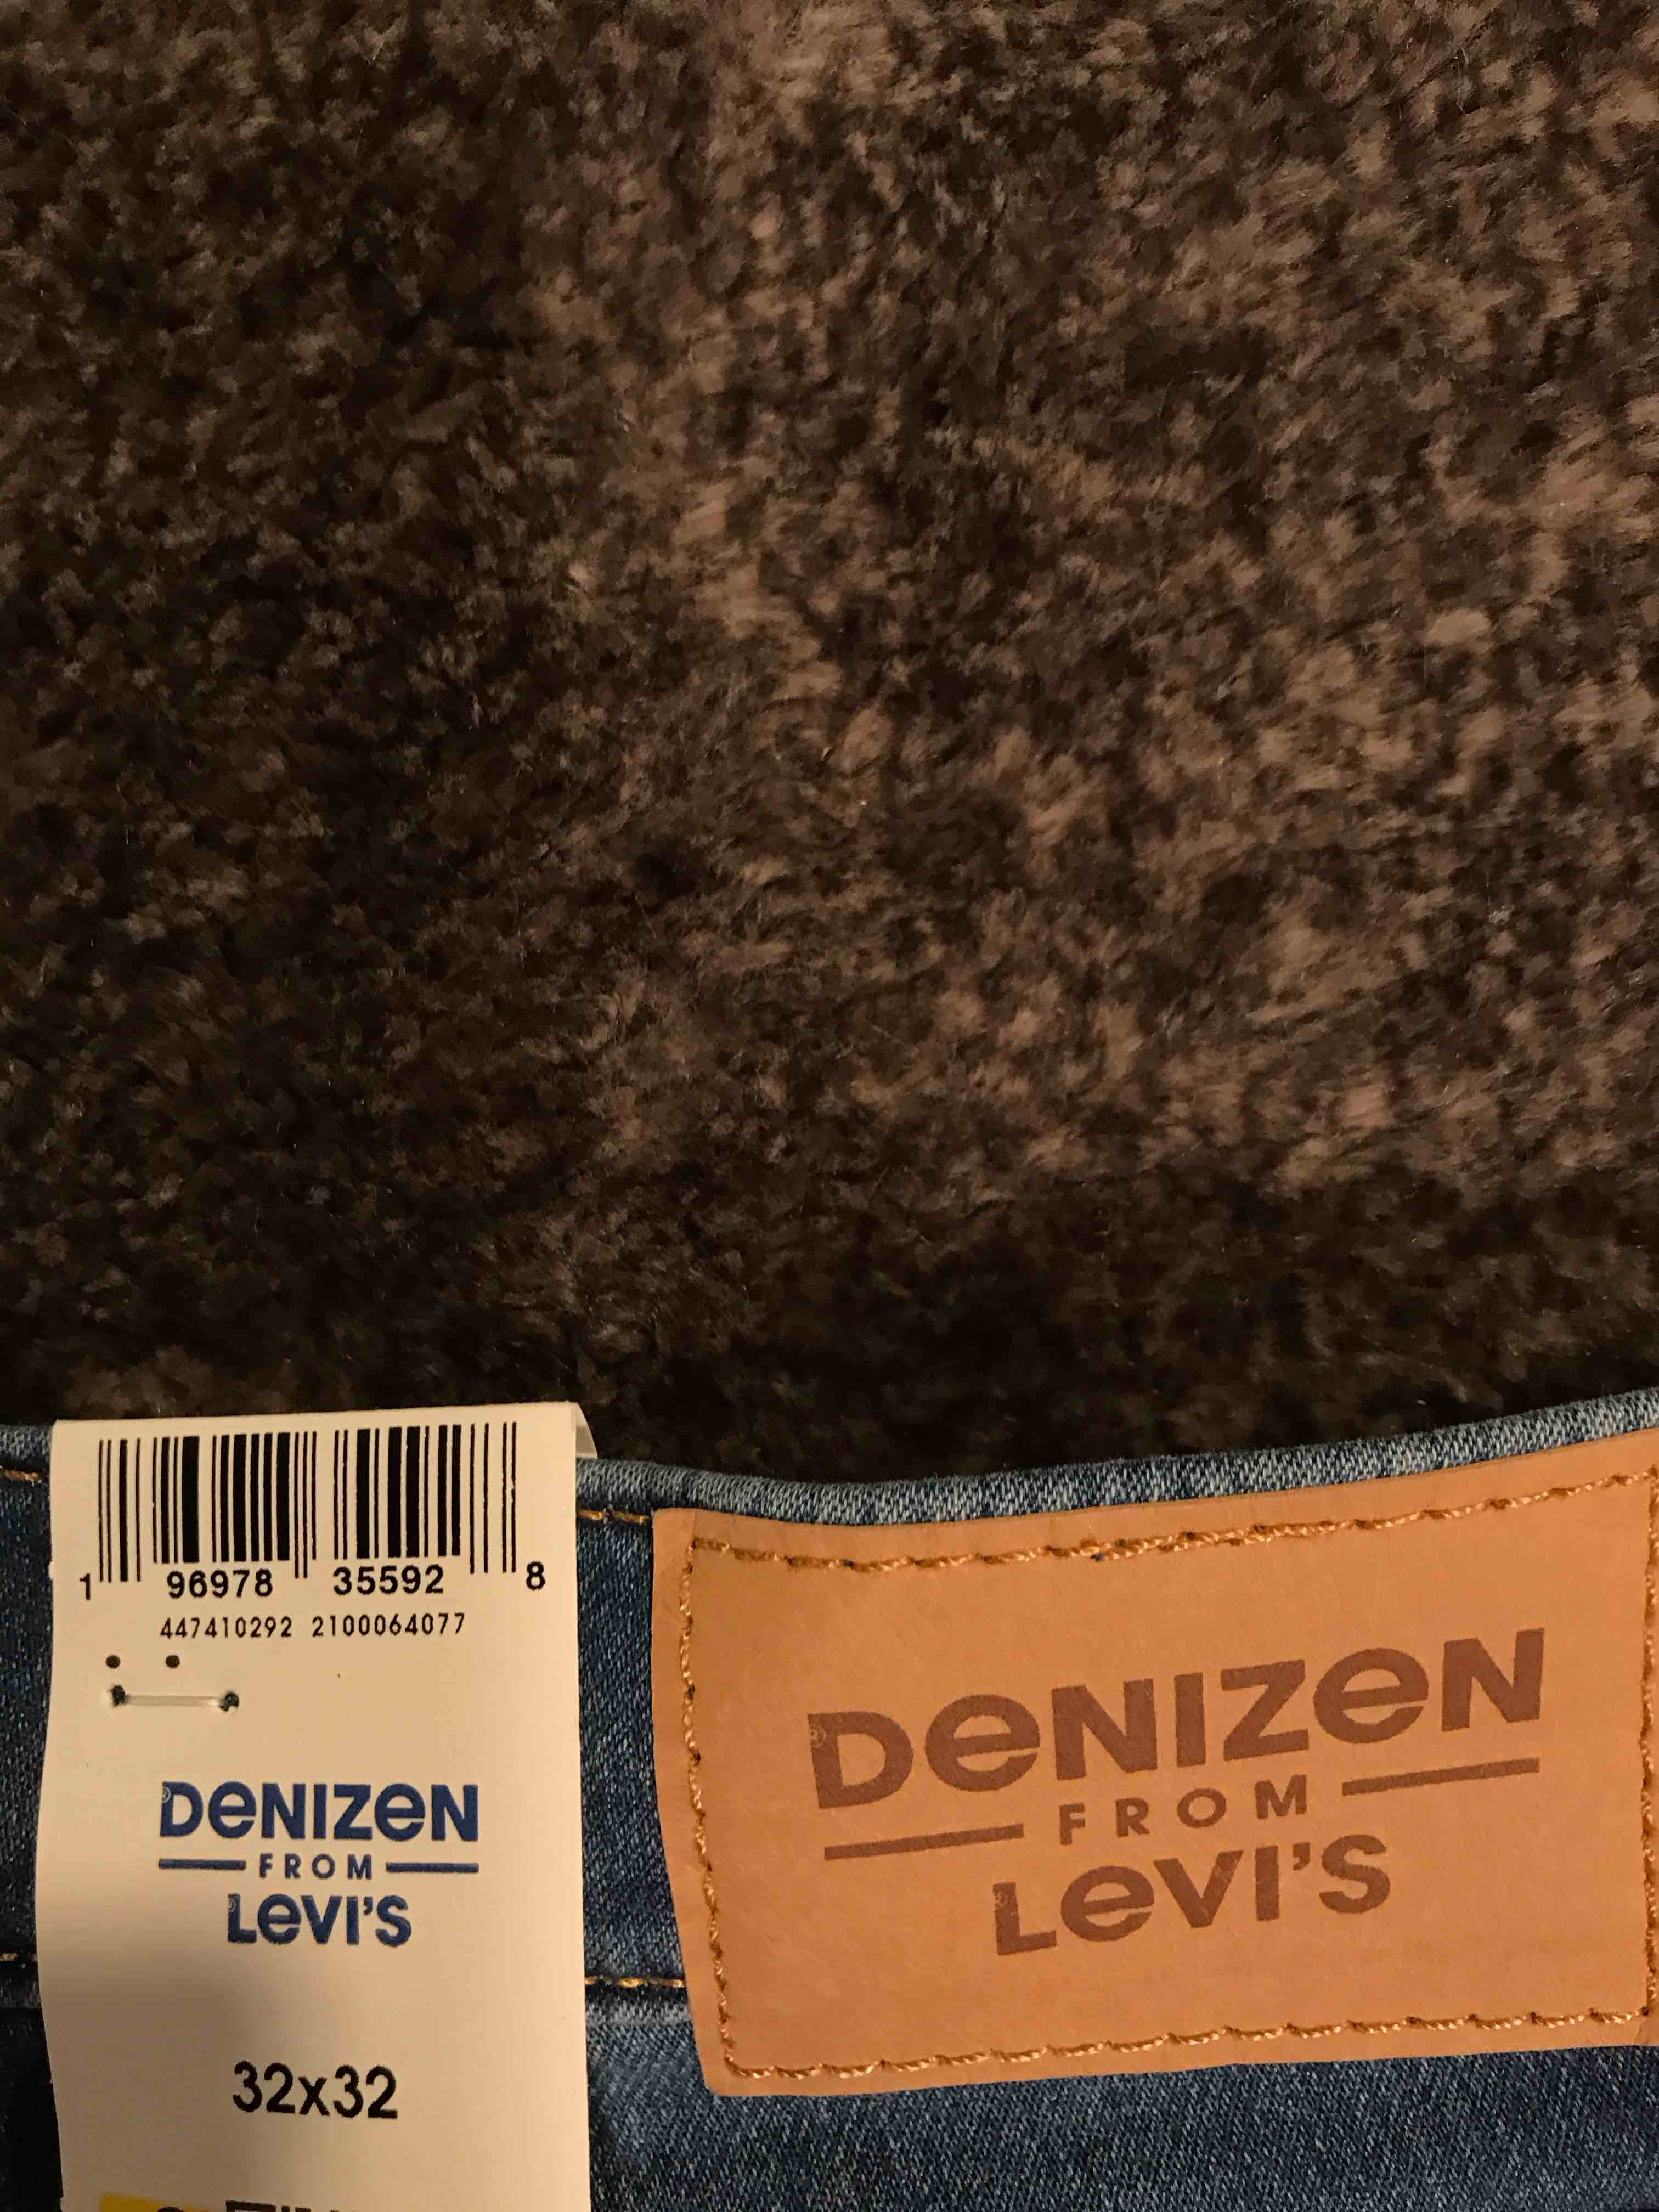 1 96978 35592 8
447410292 2100064077
DeNIZeN
FROM
Levi's
32x32
DeNIZeN
FROM
Levi's